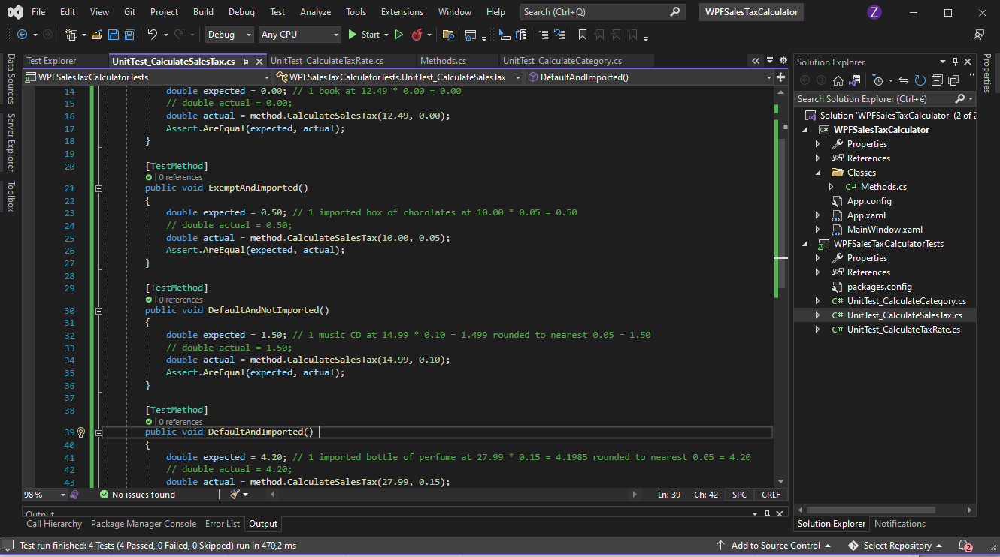 File Edit View Git Project Build Debug Test Analyze Tools Extensions Window Help Search (Ctrl+Q) WPFSalesTaxCalculator Z
Debug Any CPU Start
Data Sources
Server Explorer
Toolbox
Test Explorer UnitTest_CalculateSalesTax.cs UnitTest_CalculateTaxRate.cs Methods.cs UnitTest_CalculateCategory.cs
WPFSalesTaxCalculatorTests WPFSalesTaxCalculatorTests.UnitTest_CalculateSalesTax DefaultAndImported()
14 double expected = 0.00; // 1 book at 12.49 * 0.00 = 0.00
15 // double actual = 0.00;
16 double actual = method.CalculateSalesTax(12.49, 0.00);
17 Assert.AreEqual(expected, actual);
18 }
19
20 [TestMethod]
| 0 references
21 public void ExemptAndImported()
22 {
23 double expected = 0.50; // 1 imported box of chocolates at 10.00 * 0.05 = 0.50
24 // double actual = 0.50;
25 double actual = method.CalculateSalesTax(10.00, 0.05);
26 Assert.AreEqual(expected, actual);
27 }
28
29 [TestMethod]
| 0 references
30 public void DefaultAndNotImported()
31 {
32 double expected = 1.50; // 1 music CD at 14.99 * 0.10 = 1.499 rounded to nearest 0.05 = 1.50
33 // double actual = 1.50;
34 double actual = method.CalculateSalesTax(14.99, 0.10);
35 Assert.AreEqual(expected, actual);
36 }
37
38 [TestMethod]
| 0 references
39 public void DefaultAndImported()
40 {
41 double expected = 4.20; // 1 imported bottle of perfume at 27.99 * 0.15 = 4.1985 rounded to nearest 0.05 = 4.20
42 // double actual = 4.20;
43 double actual = method.CalculateSalesTax(27.99, 0.15);
98 % No issues found Ln: 39 Ch: 42 SPC CRLF
Output
Call Hierarchy Package Manager Console Error List Output
Solution Explorer
Search Solution Explorer (Ctrl+é)
Solution 'WPFSalesTaxCalculator' (2 of 2
C# WPFSalesTaxCalculator
Properties
References
Classes
C# Methods.cs
App.config
App.xaml
MainWindow.xaml
WPFSalesTaxCalculatorTests
Properties
References
packages.config
C# UnitTest_CalculateCategory.cs
C# UnitTest_CalculateSalesTax.cs
C# UnitTest_CalculateTaxRate.cs
Solution Explorer Notifications
Properties
Test run finished: 4 Tests (4 Passed, 0 Failed, 0 Skipped) run in 470,2 ms Add to Source Control Select Repository 2